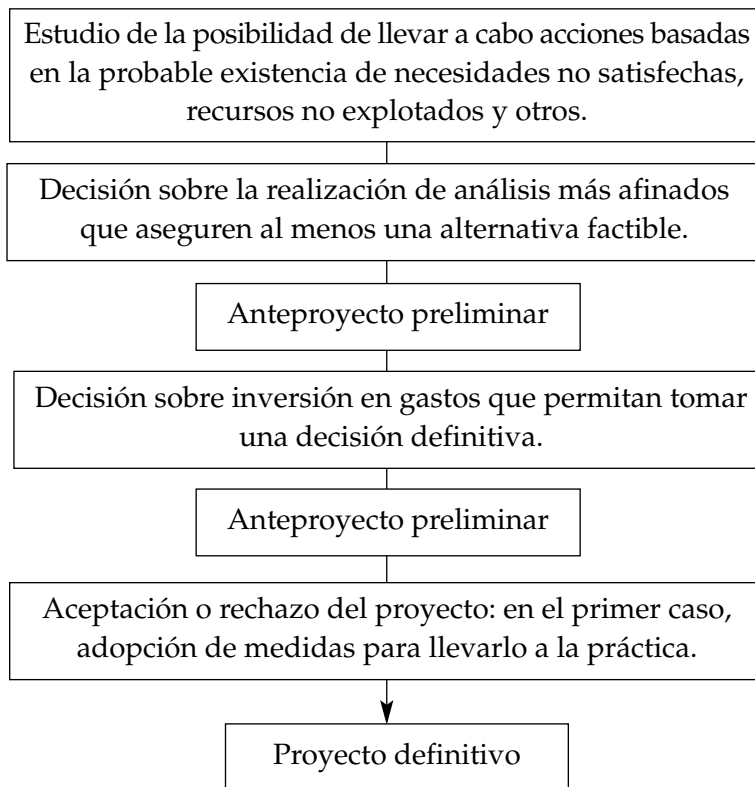 Estudio de la posibilidad de llevar a cabo acciones basadas
en la probable existencia de necesidades no satisfechas,
recursos no explotados y otros.
Decisión sobre la realización de análisis más afinados
que aseguren al menos una alternativa factible.
Anteproyecto preliminar
Decisión sobre inversión en gastos que permitan tomar
una decisión definitiva.
Anteproyecto preliminar
Aceptación o rechazo del proyecto: en el primer caso,
adopción de medidas para llevarlo a la práctica.
Proyecto definitivo